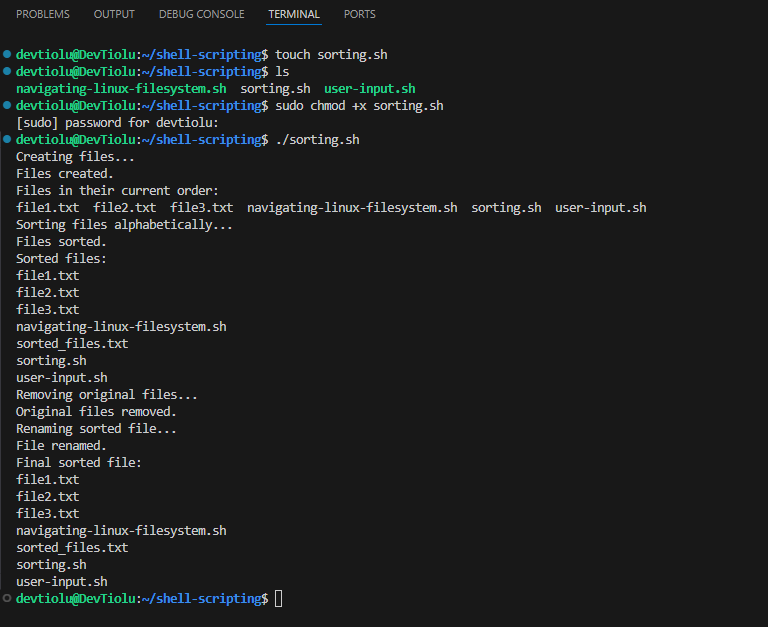 PROBLEMS OUTPUT DEBUG CONSOLE TERMINAL PORTS
devtiolu@DevTiolu:~/shell-scripting$ touch sorting.sh
devtiolu@DevTiolu:~/shell-scripting$ ls
navigating-linux-filesystem.sh  sorting.sh  user-input.sh
devtiolu@DevTiolu:~/shell-scripting$ sudo chmod +x sorting.sh
[sudo] password for devtiolu:
devtiolu@DevTiolu:~/shell-scripting$ ./sorting.sh
Creating files...
Files created.
Files in their current order:
file1.txt  file2.txt  file3.txt  navigating-linux-filesystem.sh  sorting.sh  user-input.sh
Sorting files alphabetically...
Files sorted.
Sorted files:
file1.txt
file2.txt
file3.txt
navigating-linux-filesystem.sh
sorted_files.txt
sorting.sh
user-input.sh
Removing original files...
Original files removed.
Renaming sorted file...
File renamed.
Final sorted file:
file1.txt
file2.txt
file3.txt
navigating-linux-filesystem.sh
sorted_files.txt
sorting.sh
user-input.sh
devtiolu@DevTiolu:~/shell-scripting$